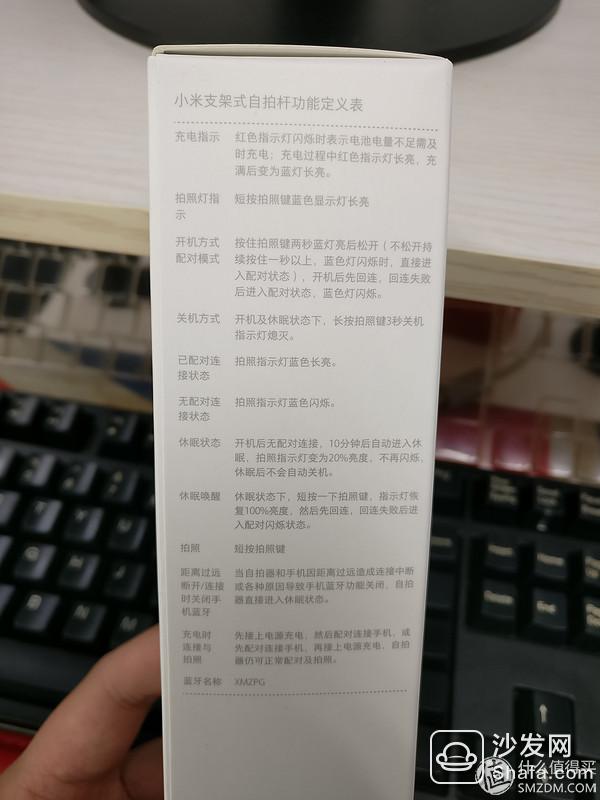 小米支架式自拍杆功能定义表
充电指示
红色指示灯闪烁时表示电池电量不足需及
时充电；充电过程中红色指示灯长亮，充
满后变为蓝灯长亮。
拍照灯指
示
短按拍照键蓝色显示灯长亮
开机方式
配对模式
按住拍照键两秒蓝灯亮后松开（不松开持
续按住一秒以上，蓝色灯闪烁时，直接进
入配对状态），开机后先回连，回连失败
后进入配对状态，蓝色灯闪烁。
关机方式
开机及休眠状态下，长按拍照键3秒关机
指示灯熄灭。
已配对连
接状态
拍照指示灯蓝色长亮。
无配对连
接状态
拍照指示灯蓝色闪烁。
休眠状态
开机后无配对连接，10分钟后自动进入休
眠，拍照指示灯变为20%亮度，不再闪烁，
休眠后不会自动关机。
休眠唤醒
休眠状态下，短按一下拍照键，指示灯恢
复100%亮度，然后先回连，回连失败后进
入配对闪烁状态。
拍照
短按拍照键
距离过远
断开/连接
时关闭手
机蓝牙
当自拍器和手机因距离过远造成连接中断
或各种原因导致手机蓝牙功能关闭，自拍
器直接进入休眠状态。
充电时
连接与
拍照
先接上电源充电，然后配对连接手机，或
先配对连接手机，再接上电源充电，自拍
器仍可正常配对及拍照。
蓝牙名称
XMZPG
Home
End
沙发网
Shafa.com
值 什么值得买
SMZDM.COM